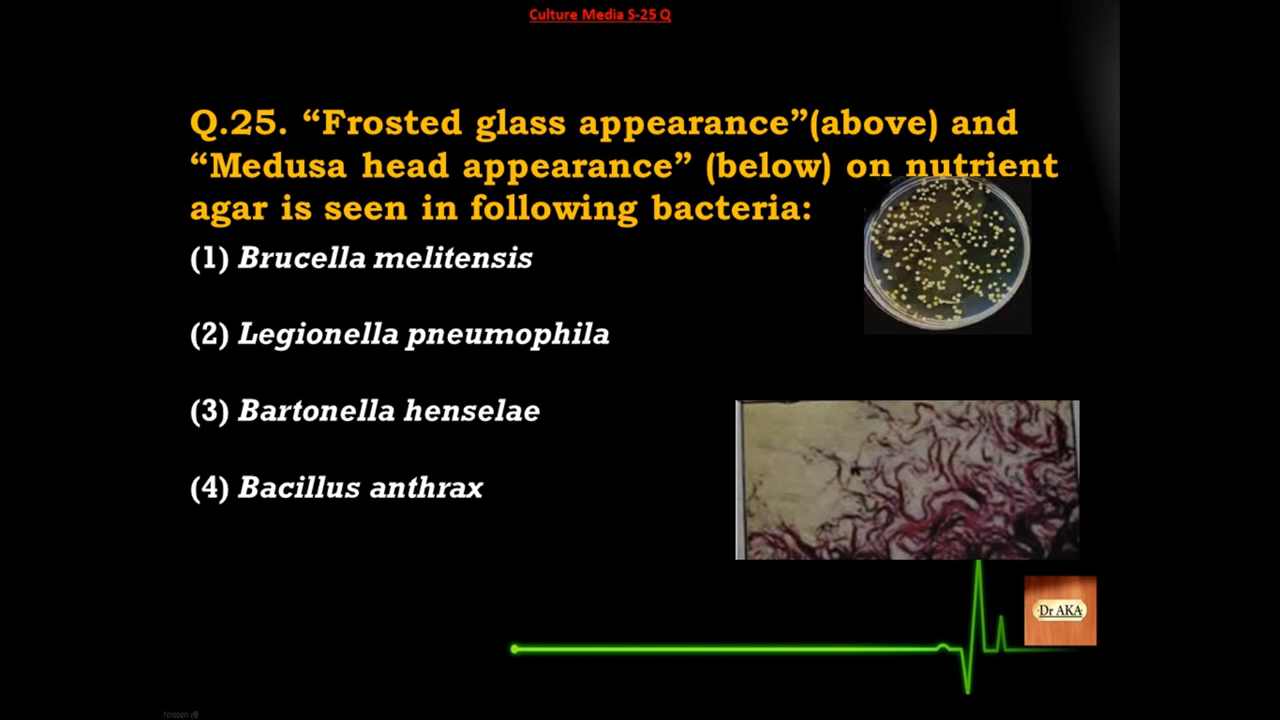 Culture Media S-25 Q
Q.25. “Frosted glass appearance”(above) and
“Medusa head appearance” (below) on nutrient
agar is seen in following bacteria:
(1) Brucella melitensis
(2) Legionella pneumophila
(3) Bartonella henselae
(4) Bacillus anthrax
Dr AKA